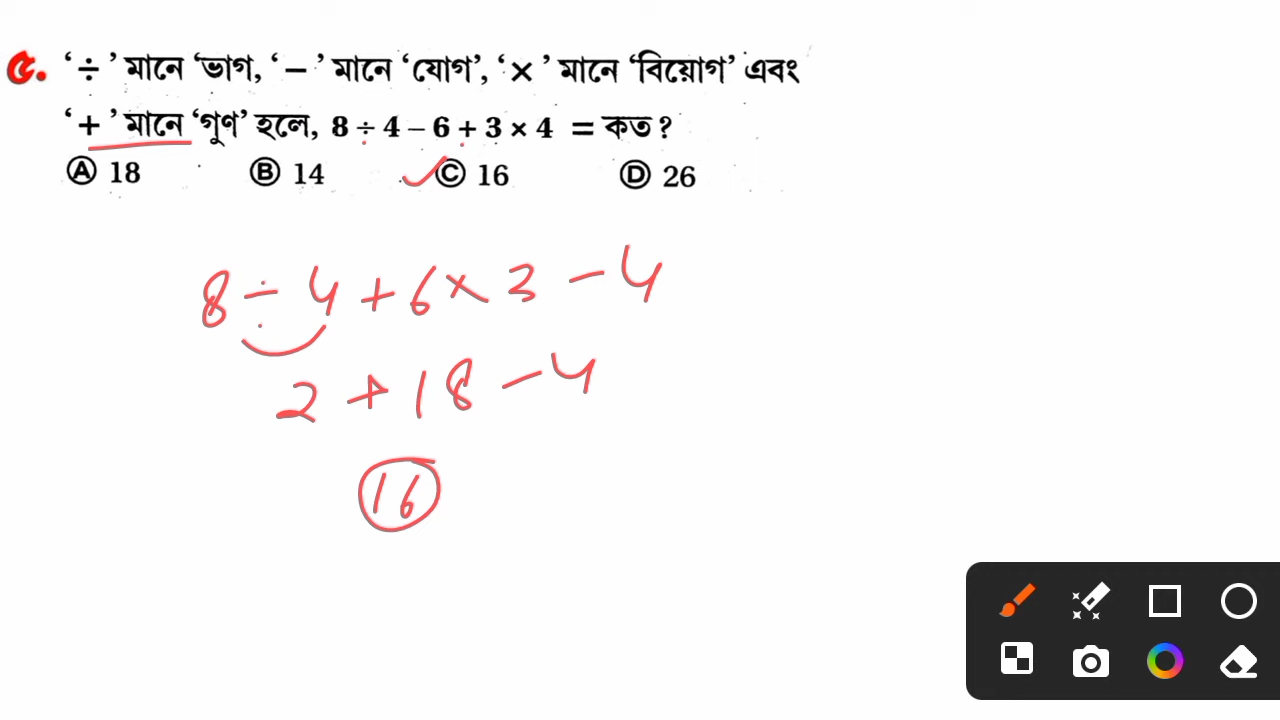 ৫. ‘÷’ মানে ‘ভাগ, ‘–’ মানে ‘যোগ’, ‘×’ মানে ‘বিয়োগ’ এবং
‘+’ মানে ‘গুণ’ হলে, 8 ÷ 4 – 6 + 3 × 4 = কত ?
Ⓐ 18 Ⓑ 14 Ⓒ 16 Ⓓ 26
8 ÷ 4 + 6 × 3 – 4
2 + 18 – 4
16